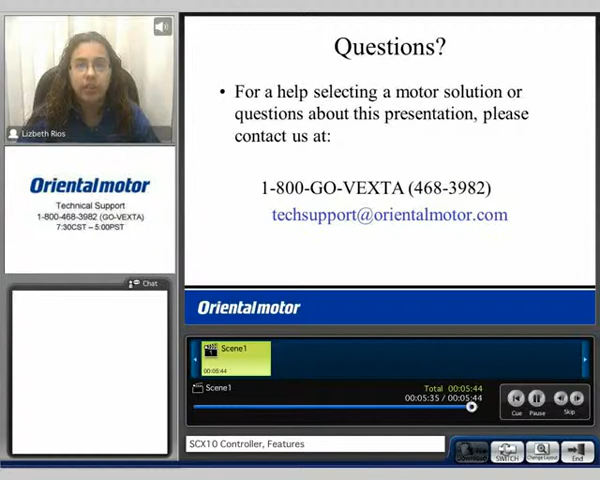 Lizbeth Rios
Orientalmotor
Technical Support
1-800-468-3982 (GO-VEXTA)
7:30CST – 5:00PST
Chat
Questions?
• For a help selecting a motor solution or
questions about this presentation, please
contact us at:
1-800-GO-VEXTA (468-3982)
techsupport@orientalmotor.com
Orientalmotor
Scene1
00:05:44
Scene1
Total 00:05:44
00:05:35 / 00:05:44
Cue Pause Skip
SCX10 Controller, Features
Download SWITCH Change Layout End